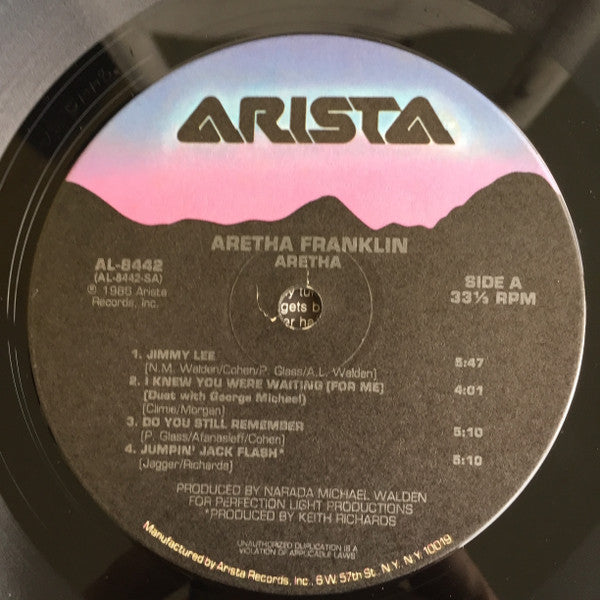 ARISTA
ARETHA FRANKLIN
ARETHA
AL-8442
(AL-8442-SA)
℗ 1986 Arista
Records, Inc.
SIDE A
33⅓ RPM
gets b
1. JIMMY LEE 5:47
[N.M. Walden/Cohen/P. Glass/A.L. Walden]
2. I KNEW YOU WERE WAITING [FOR ME] 4:01
[Duet with George Michael)
[Climie/Morgan]
3. DO YOU STILL REMEMBER 5:10
[P. Glass/Afanasieff/Cohen]
4. JUMPIN' JACK FLASH* 5:10
[Jagger/Richards]
PRODUCED BY NARADA MICHAEL WALDEN
FOR PERFECTION LIGHT PRODUCTIONS
*PRODUCED BY KEITH RICHARDS
UNAUTHORIZED DUPLICATION IS A
VIOLATION OF APPLICABLE LAWS
Manufactured by Arista Records, Inc., 6 W. 57th St., N.Y., N.Y. 10019